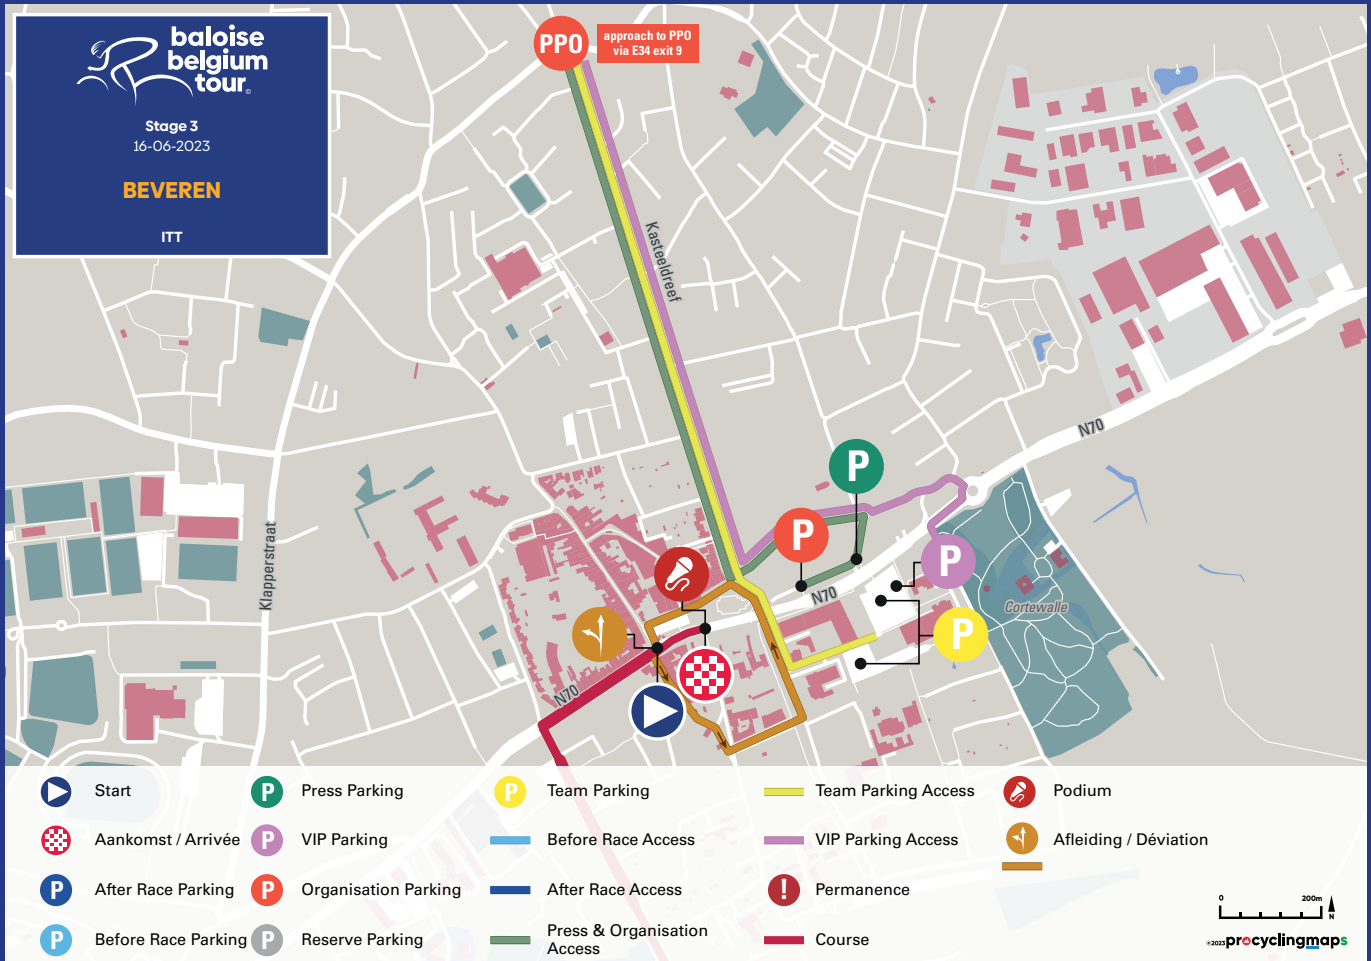 baloise
belgium
tour
Stage 3
16-06-2023
BEVEREN
ITT
PPO
approach to PPO
via E34 exit 9
Kasteeldreef
Klapperstraat
N70
P
P
P
N70
Cortewalle
P
N70
Start
P
Press Parking
P
Team Parking
Team Parking Access
Podium
Aankomst / Arrivée
P
VIP Parking
Before Race Access
VIP Parking Access
Afleiding / Déviation
P
After Race Parking
P
Organisation Parking
After Race Access
!
Permanence
P
Before Race Parking
P
Reserve Parking
Press & Organisation
Access
Course
0
200m
N
©2023 procyclingmaps